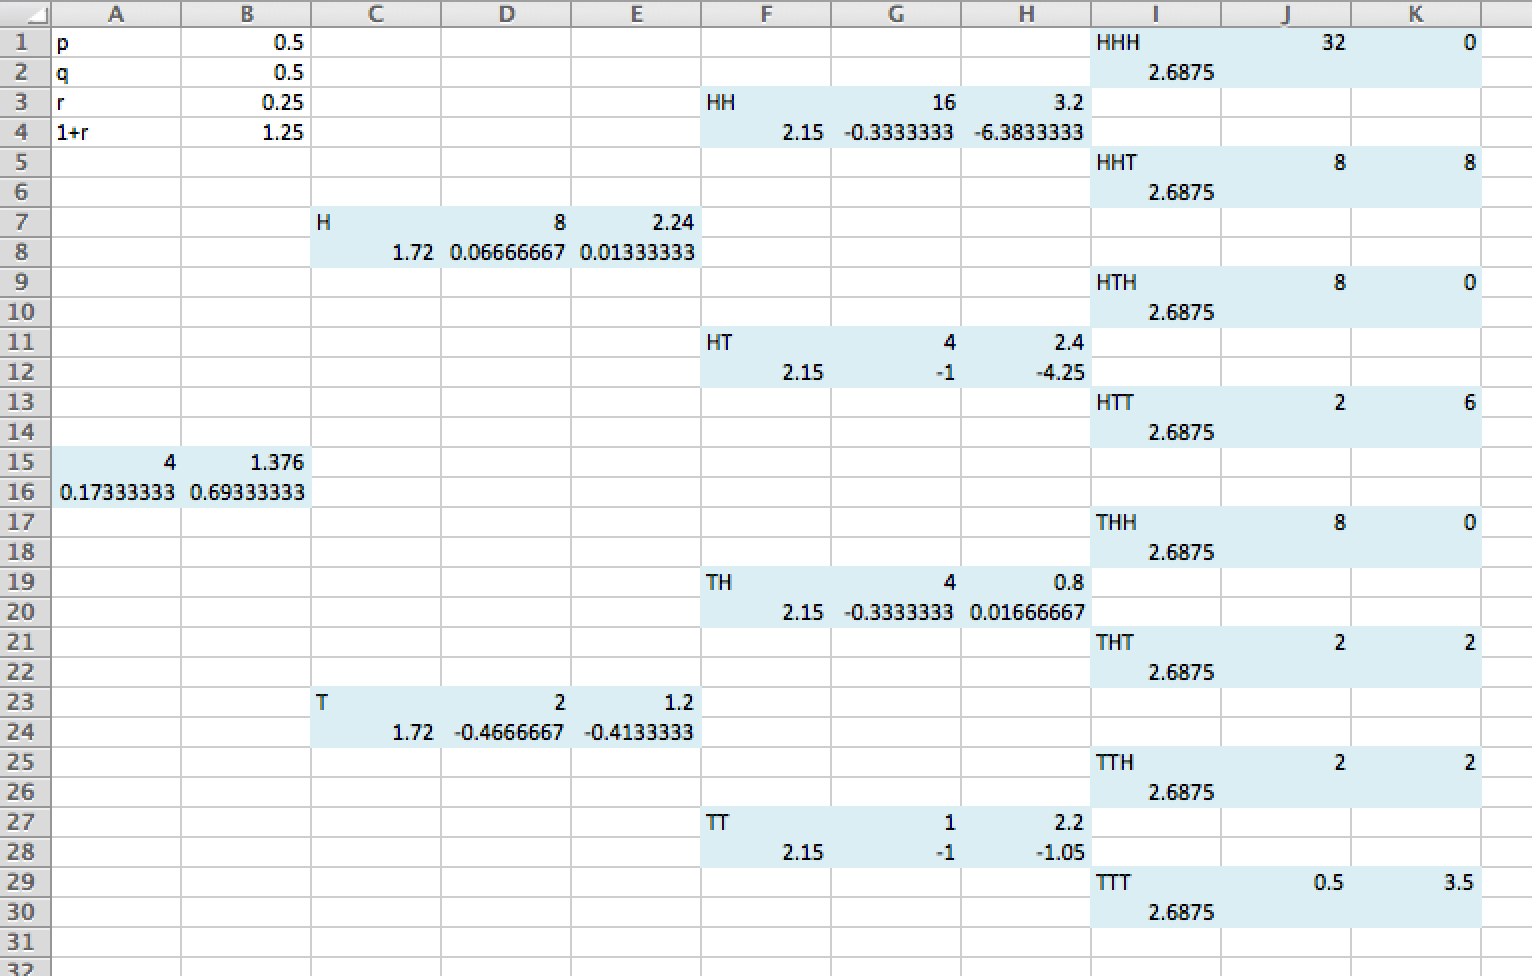 A B C D E F G H I J K
1 p 0.5 HHH 32 0
2 q 0.5 2.6875
3 r 0.25 HH 16 3.2
4 1+r 1.25 2.15 -0.3333333 -6.3833333
5 HHT 8 8
6 2.6875
7 H 8 2.24
8 1.72 0.06666667 0.01333333
9 HTH 8 0
10 2.6875
11 HT 4 2.4
12 2.15 -1 -4.25
13 HTT 2 6
14 2.6875
15 4 1.376
16 0.17333333 0.69333333
17 THH 8 0
18 2.6875
19 TH 4 0.8
20 2.15 -0.3333333 0.01666667
21 THT 2 2
22 2.6875
23 T 2 1.2
24 1.72 -0.4666667 -0.4133333
25 TTH 2 2
26 2.6875
27 TT 1 2.2
28 2.15 -1 -1.05
29 TTT 0.5 3.5
30 2.6875
31
32